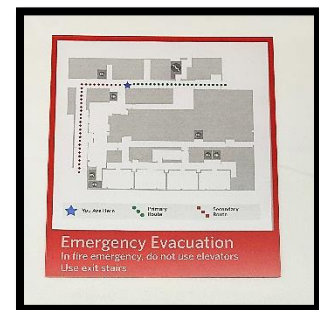 You Are Here
Primary
Route
Secondary
Route
Emergency Evacuation
In fire emergency, do not use elevators
Use exit stairs